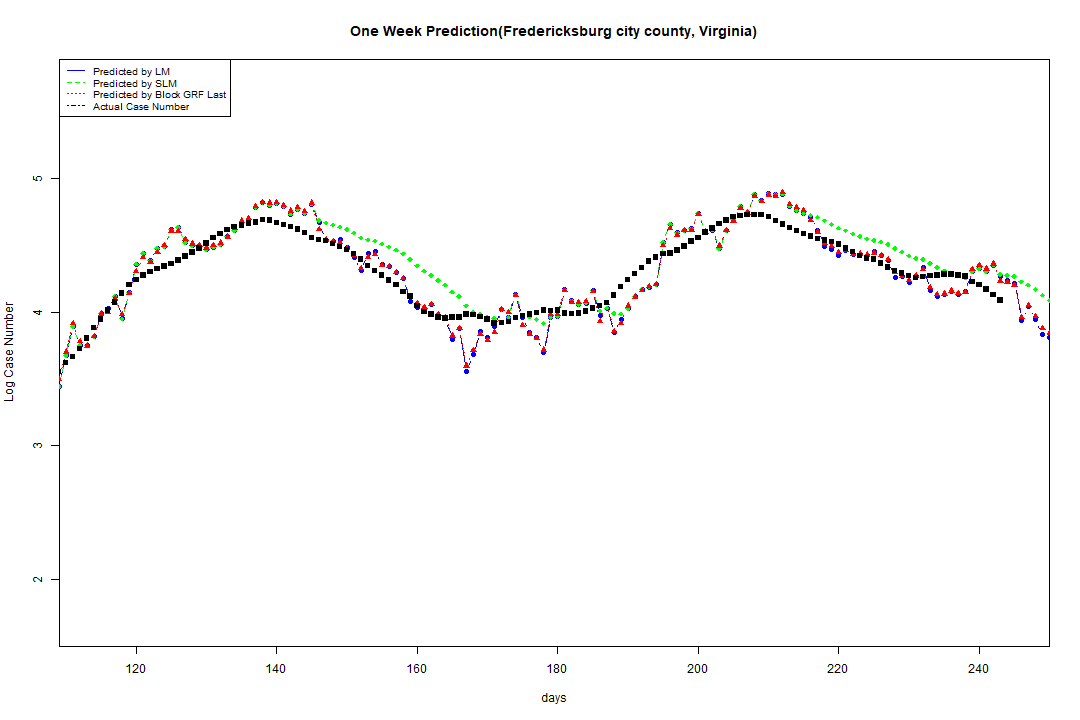 One Week Prediction(Fredericksburg city county, Virginia)
Predicted by LM
Predicted by SLM
Predicted by Block GRF Last
Actual Case Number
5
4
3
2
Log Case Number
120 140 160 180 200 220 240
days